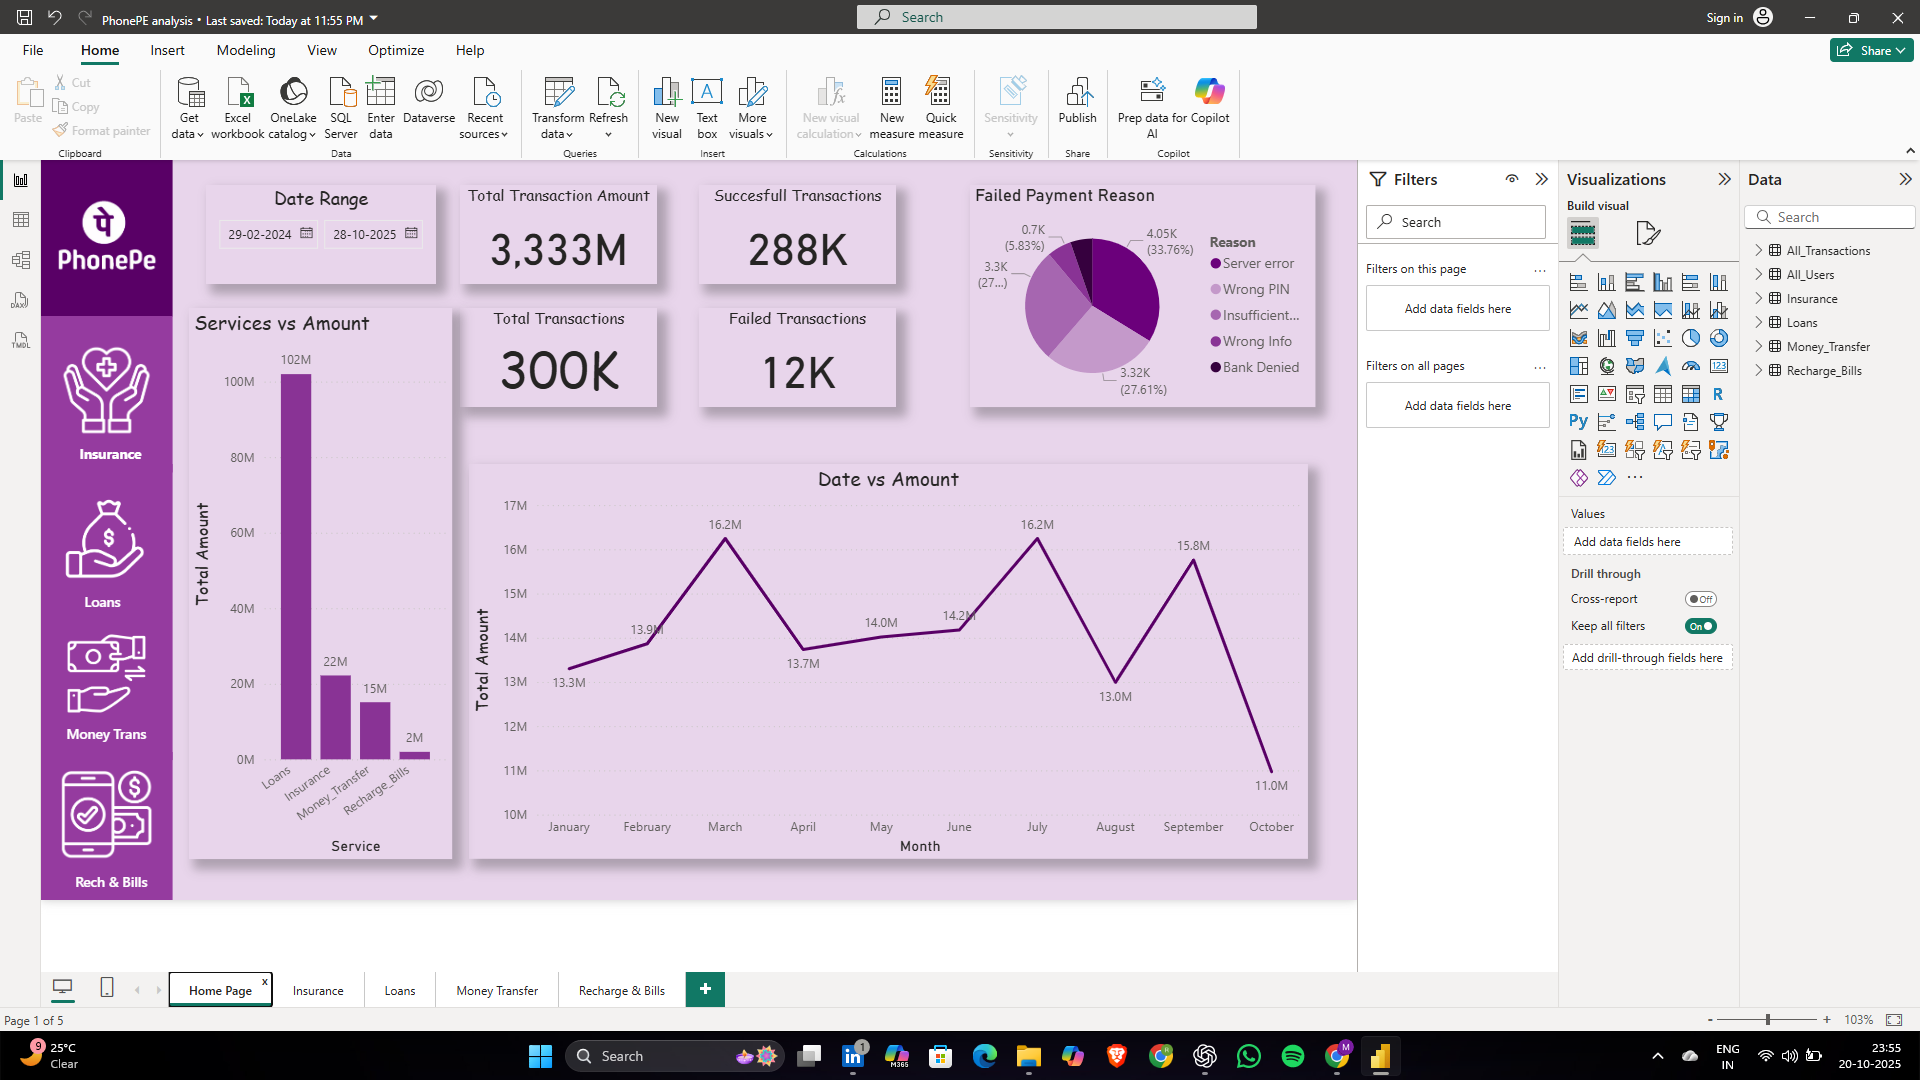 PhonePE analysis • Last saved: Today at 11:55 PM
Search
Sign in
File
Home
Insert
Modeling
View
Optimize
Help
Share
Paste
Cut
Copy
Format painter
Clipboard
Get data
Excel workbook
OneLake catalog
SQL Server
Enter data
Dataverse
Recent sources
Data
Transform data
Refresh
Queries
New visual
Text box
More visuals
Insert
New visual calculation
New measure
Quick measure
Calculations
Sensitivity
Sensitivity
Publish
Share
Prep data for AI
Copilot
Copilot
पे
PhonePe
Insurance
Loans
Money Trans
Rech & Bills
Date Range
29-02-2024
28-10-2025
Total Transaction Amount
3,333M
Succesfull Transactions
288K
Total Transactions
300K
Failed Transactions
12K
Failed Payment Reason
0.7K
(5.83%)
4.05K
(33.76%)
3.3K
(27...)
3.32K
(27.61%)
Reason
Server error
Wrong PIN
Insufficient...
Wrong Info
Bank Denied
Services vs Amount
Total Amount
100M
80M
60M
40M
20M
0M
102M
22M
15M
2M
Loans
Insurance
Money_Transfer
Recharge_Bills
Service
Date vs Amount
Total Amount
17M
16M
15M
14M
13M
12M
11M
10M
13.3M
13.9M
16.2M
13.7M
14.0M
14.2M
16.2M
13.0M
15.8M
11.0M
January
February
March
April
May
June
July
August
September
October
Month
Filters
Search
Filters on this page
...
Add data fields here
Filters on all pages
...
Add data fields here
Visualizations
Build visual
123
R
Py
123
...
Values
Add data fields here
Drill through
Cross-report
Off
Keep all filters
On
Add drill-through fields here
Data
Search
All_Transactions
All_Users
Insurance
Loans
Money_Transfer
Recharge_Bills
DAX
TMDL
Home Page
x
Insurance
Loans
Money Transfer
Recharge & Bills
+
Page 1 of 5
-
+
103%
9
25°C
Clear
Search
1
M365
M
ENG
IN
23:55
20-10-2025